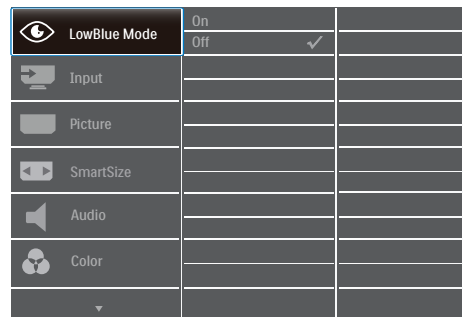 LowBlue Mode
On
Off
Input
Picture
SmartSize
Audio
Color